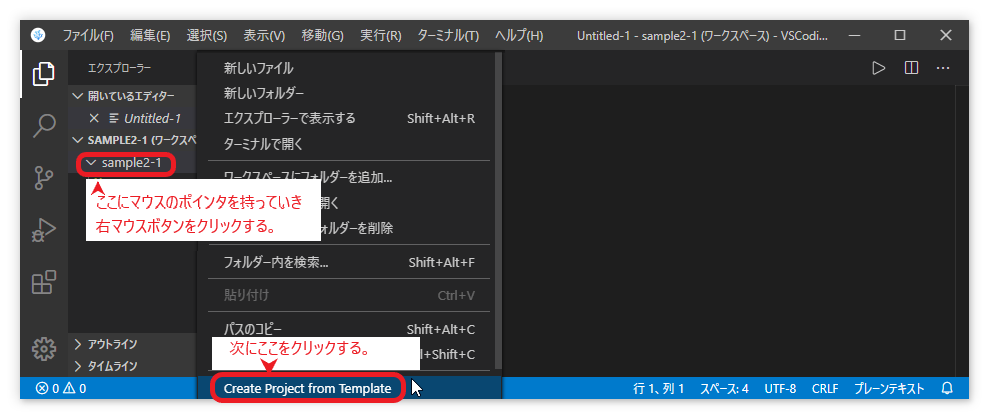 ファイル(F) 編集(E) 選択(S) 表示(V) 移動(G) 実行(R) ターミナル(T) ヘルプ(H) Untitled-1 - sample2-1 (ワークスペース) - VSCodi...
エクスプローラー
開いているエディター
Untitled-1
SAMPLE2-1 (ワークスペ
sample2-1
ここにマウスのポインタを持っていき
右マウスボタンをクリックする。
アウトライン
タイムライン
新しいファイル
新しいフォルダー
エクスプローラーで表示する Shift+Alt+R
ターミナルで開く
ワークスペースにフォルダーを追加...
開く
ォルダーを削除
フォルダー内を検索... Shift+Alt+F
貼り付け Ctrl+V
パスのコピー Shift+Alt+C
次にここをクリックする。
l+Shift+C
Create Project from Template
0 0 行 1、列 1 スペース: 4 UTF-8 CRLF プレーンテキスト